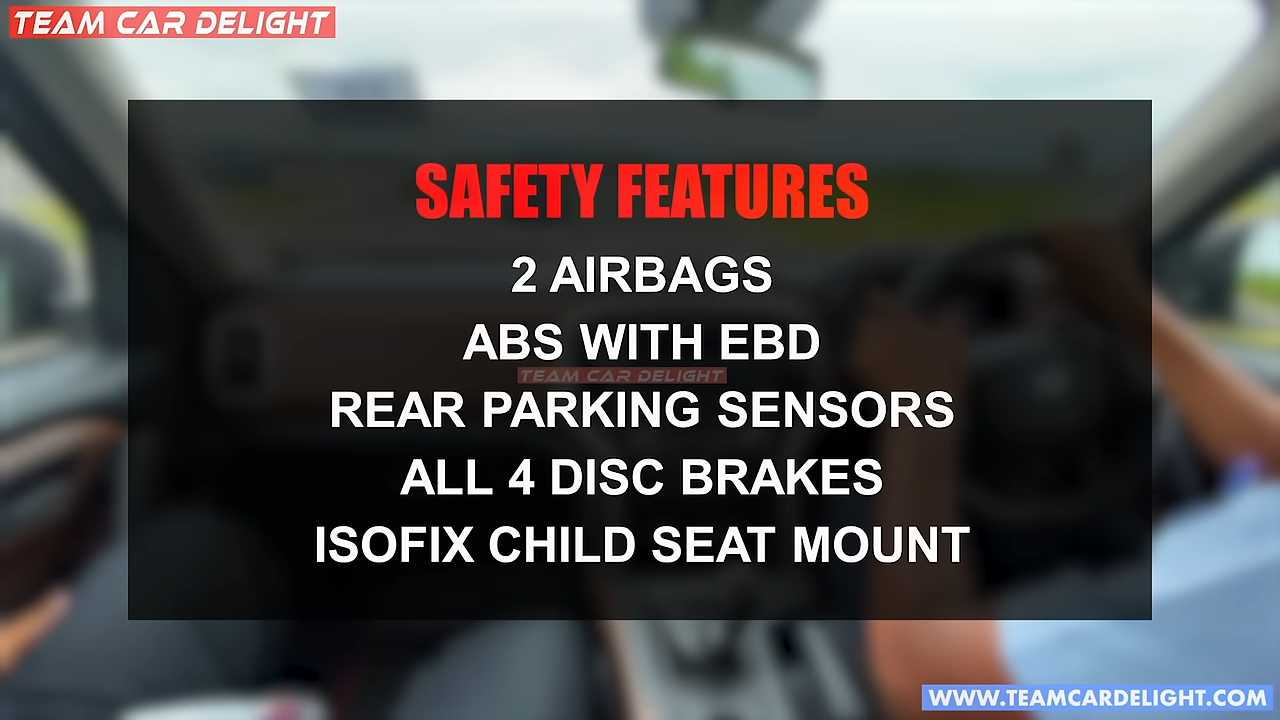 TEAM CAR DELIGHT
SAFETY FEATURES
2 AIRBAGS
ABS WITH EBD
TEAM CAR DELIGHT
REAR PARKING SENSORS
ALL 4 DISC BRAKES
ISOFIX CHILD SEAT MOUNT
WWW.TEAMCARDELIGHT.COM